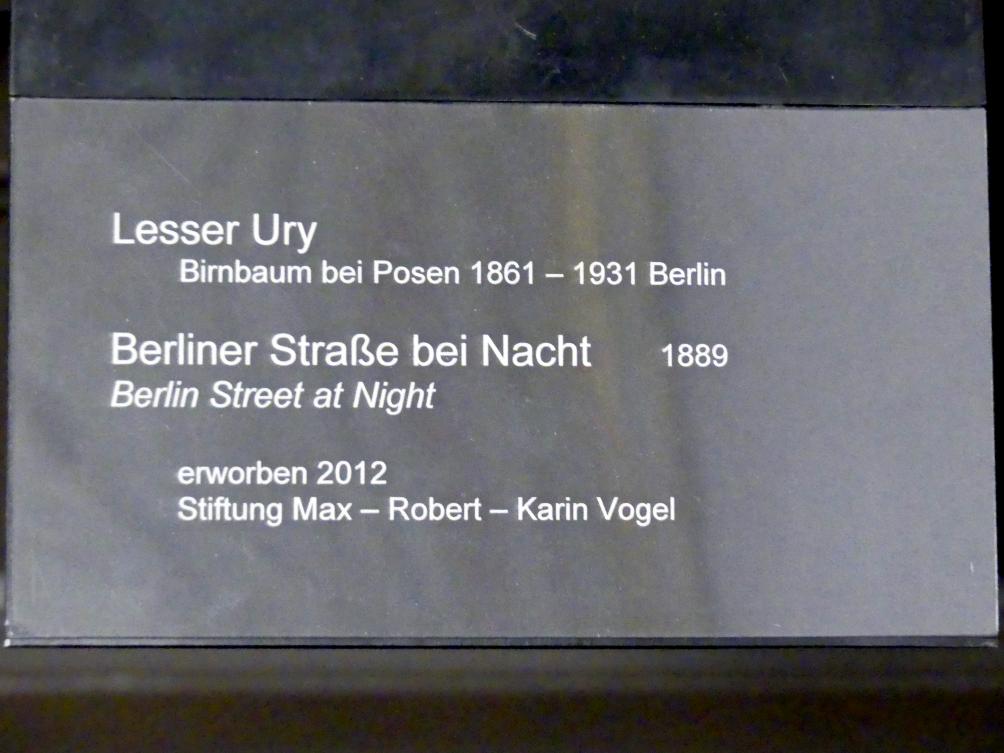 Lesser Ury
Birnbaum bei Posen 1861 – 1931 Berlin
Berliner Straße bei Nacht 1889
Berlin Street at Night
erworben 2012
Stiftung Max – Robert – Karin Vogel